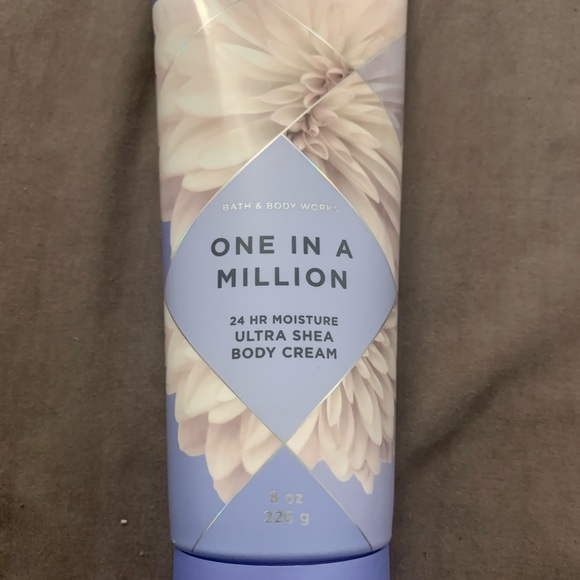 BATH & BODY WORKS
ONE IN A
MILLION
24 HR MOISTURE
ULTRA SHEA
BODY CREAM
8 oz
226 g